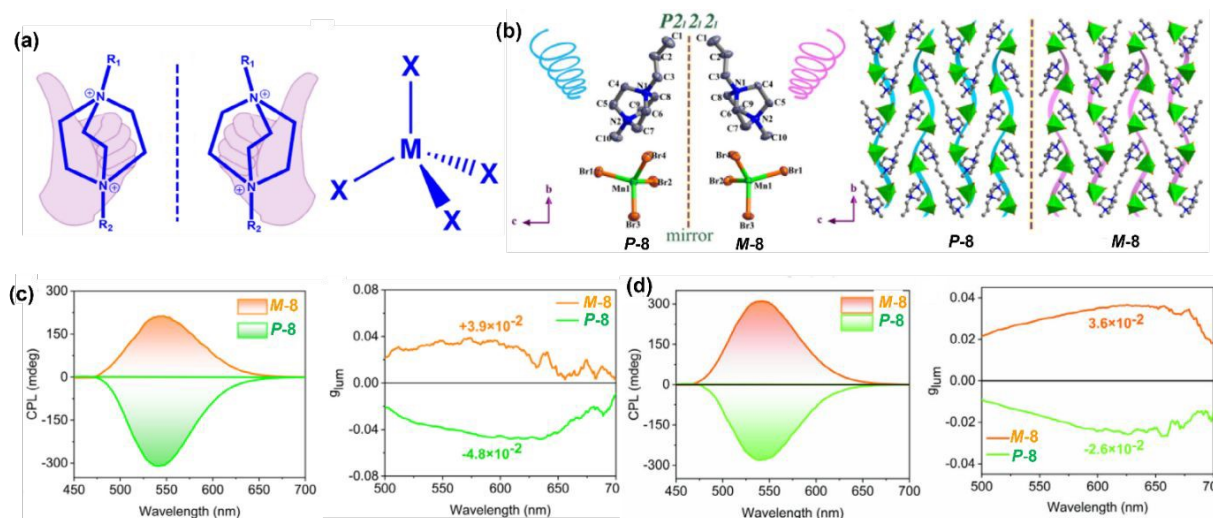 (a)
R₁
N⊕
N⊕
R₂
R₁
N⊕
N⊕
R₂
X
X
M
X
X
(b)
P2₁2₁2₁
C1
C2
C3
C4
N1
C5
C8
C9
C6
N2
C7
C10
Br4
Br1
Br2
Mn1
Br3
C1
C2
C3
N1
C4
C8
C5
C9
C6
N2
C7
C10
Br4
Br2
Br1
Mn1
Br3
b
c
P-8
mirror
M-8
b
c
P-8
M-8
(c)
CPL (mdeg)
300
150
0
-150
-300
M-8
P-8
450 500 550 600 650 700
Wavelength (nm)
glum
0.08
0.04
0.00
-0.04
-0.08
M-8
P-8
+3.9×10⁻²
-4.8×10⁻²
500 550 600 650 70
Wavelength (nm)
(d)
CPL (mdeg)
300
150
0
-150
-300
M-8
P-8
450 500 550 600 650 700
Wavelength (nm)
glum
0.04
0.02
0.00
-0.02
-0.04
3.6×10⁻²
M-8
P-8
-2.6×10⁻²
500 550 600 650 700
Wavelength (nm)